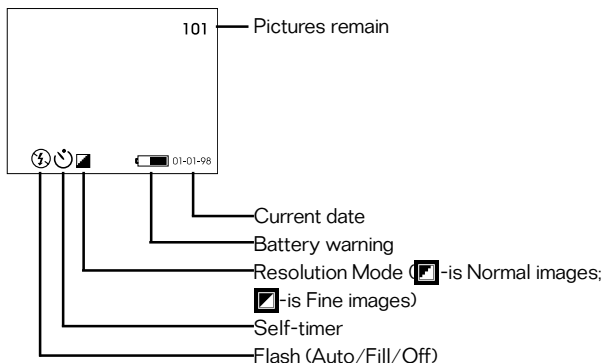 101
Pictures remain
01-01-98
Current date
Battery warning
Resolution Mode ( -is Normal images;
-is Fine images)
Self-timer
Flash (Auto/Fill/Off)